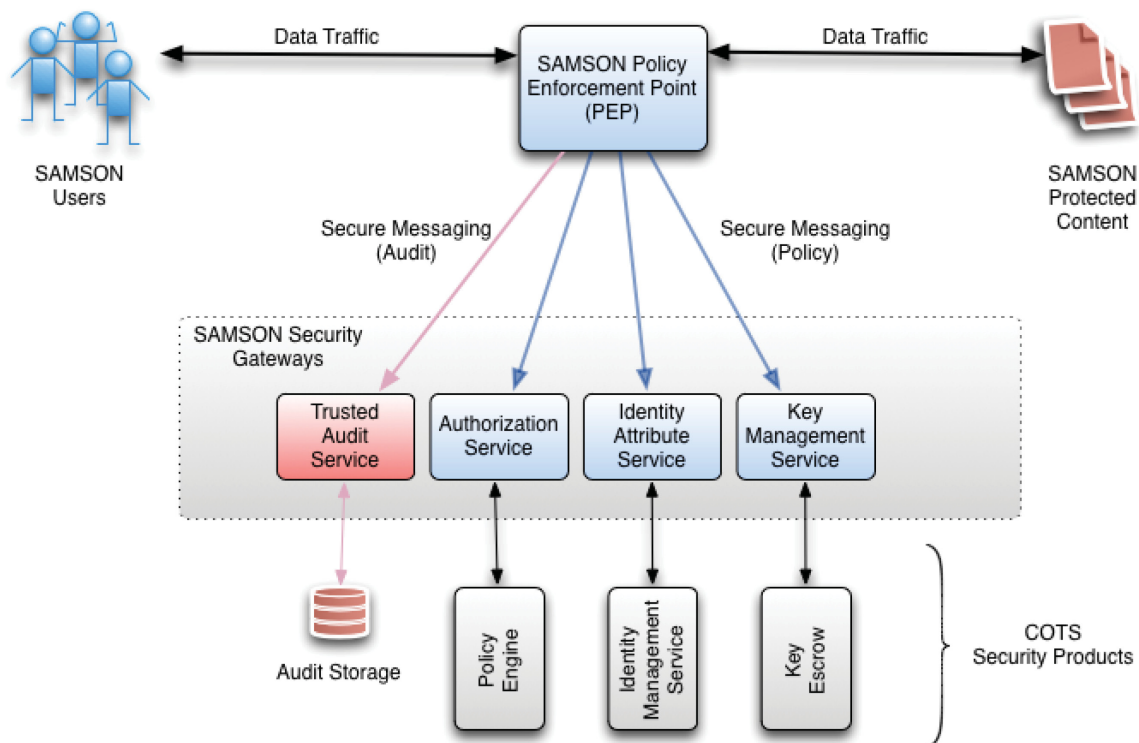 Data Traffic
Data Traffic
SAMSON Policy
Enforcement Point
(PEP)
SAMSON
Users
SAMSON
Protected
Content
Secure Messaging
(Audit)
Secure Messaging
(Policy)
SAMSON Security
Gateways
Trusted
Audit
Service
Authorization
Service
Identity
Attribute
Service
Key
Management
Service
Audit Storage
Policy
Engine
Identity
Management
Service
Key
Escrow
COTS
Security Products